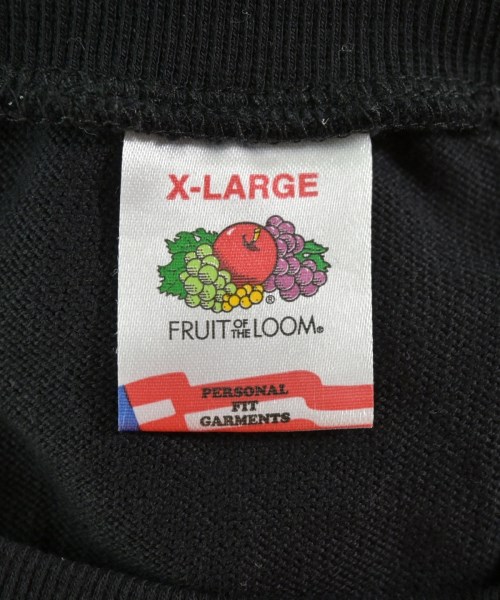 X-LARGE
®
FRUIT OF THE LOOM®
PERSONAL
FIT
GARMENTS